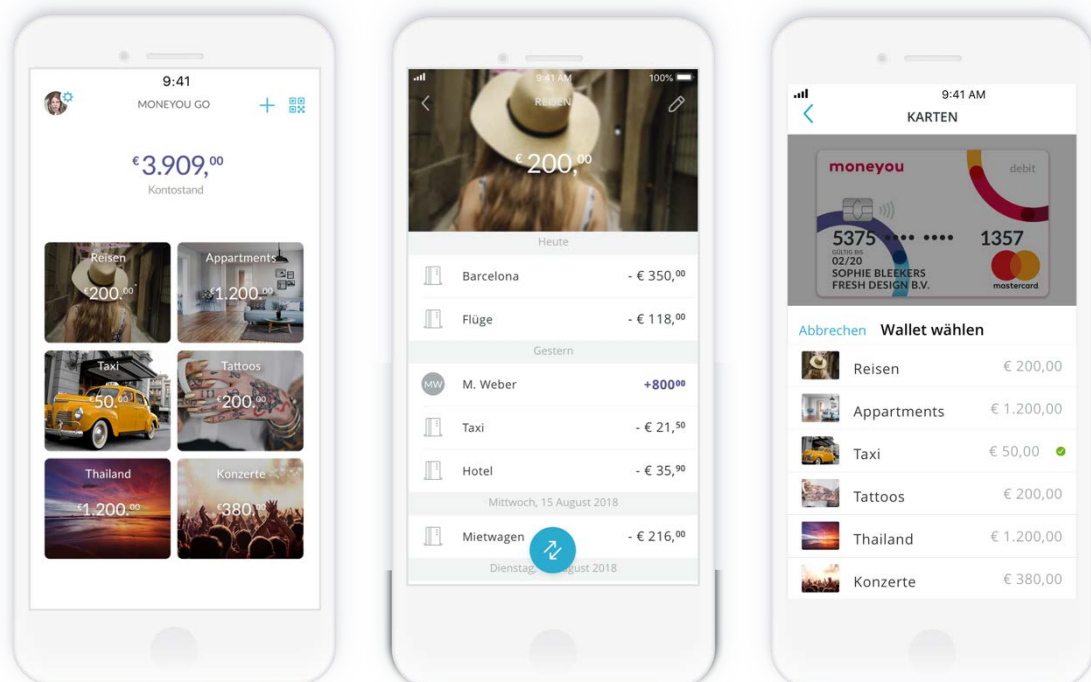 9:41
MONEYOU GO
€3.909,00
Kontostand
Reisen
€200.00
Appartments
€1.200,00
Taxi
€50.00
Tattoos
€200.00
Thailand
€1.200.00
Konzerte
€380,00
9:41 AM
100%
REISEN
€200,00
Heute
Barcelona - € 350,00
Flüge - € 118,00
Gestern
MW M. Weber +80000
Taxi - € 21,50
Hotel - € 35,90
Mittwoch, 15 August 2018
Mietwagen - € 216,00
Dienstag, gust 2018
9:41 AM
KARTEN
moneyou debit
5375 •••• •••• 1357
GÜLTIG BIS
02/20
SOPHIE BLEEKERS
FRESH DESIGN B.V.
mastercard
Abbrechen Wallet wählen
Reisen € 200,00
Appartments € 1.200,00
Taxi € 50,00
Tattoos € 200,00
Thailand € 1.200,00
Konzerte € 380,00